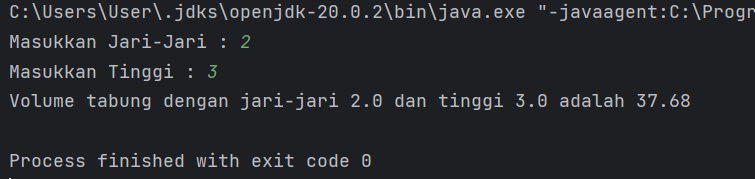 C:\Users\User\.jdks\openjdk-20.0.2\bin\java.exe "-javaagent:C:\Progr
Masukkan Jari-Jari : 2
Masukkan Tinggi : 3
Volume tabung dengan jari-jari 2.0 dan tinggi 3.0 adalah 37.68
Process finished with exit code 0